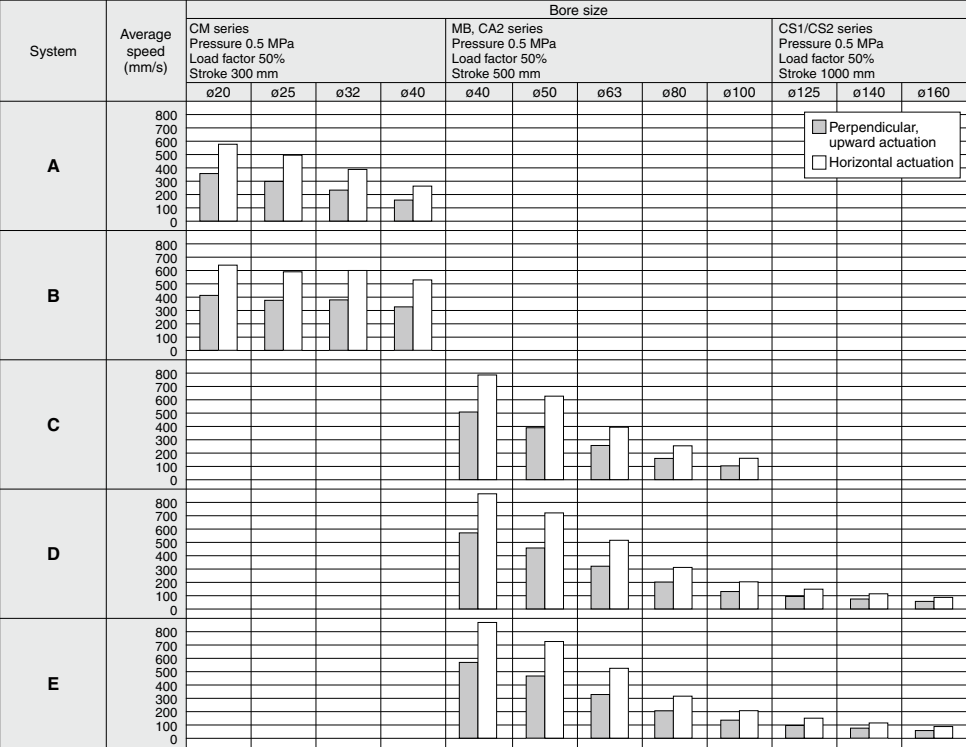 Bore size
System
Average
speed
(mm/s)
CM series
Pressure 0.5 MPa
Load factor 50%
Stroke 300 mm
MB, CA2 series
Pressure 0.5 MPa
Load factor 50%
Stroke 500 mm
CS1/CS2 series
Pressure 0.5 MPa
Load factor 50%
Stroke 1000 mm
ø20 ø25 ø32 ø40 ø40 ø50 ø63 ø80 ø100 ø125 ø140 ø160
A
800
700
600
500
400
300
200
100
0
Perpendicular,
upward actuation
Horizontal actuation
B
800
700
600
500
400
300
200
100
0
C
800
700
600
500
400
300
200
100
0
D
800
700
600
500
400
300
200
100
0
E
800
700
600
500
400
300
200
100
0